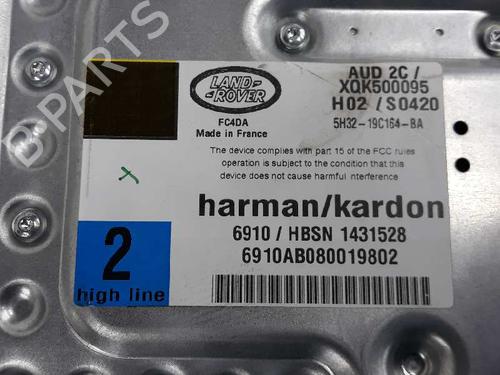 B-PARTS
LAND-
ROVER
FC4DA
Made in France
AUD 2C /
XQK500095
H02 / S0420
5H32-19C164-BA
The device complies with part 15 of the FCC rules
operation is subject to the condition that this
device does not cause harmful interference
harman/kardon
6910 / HBSN 1431528
6910AB080019802
2
high line